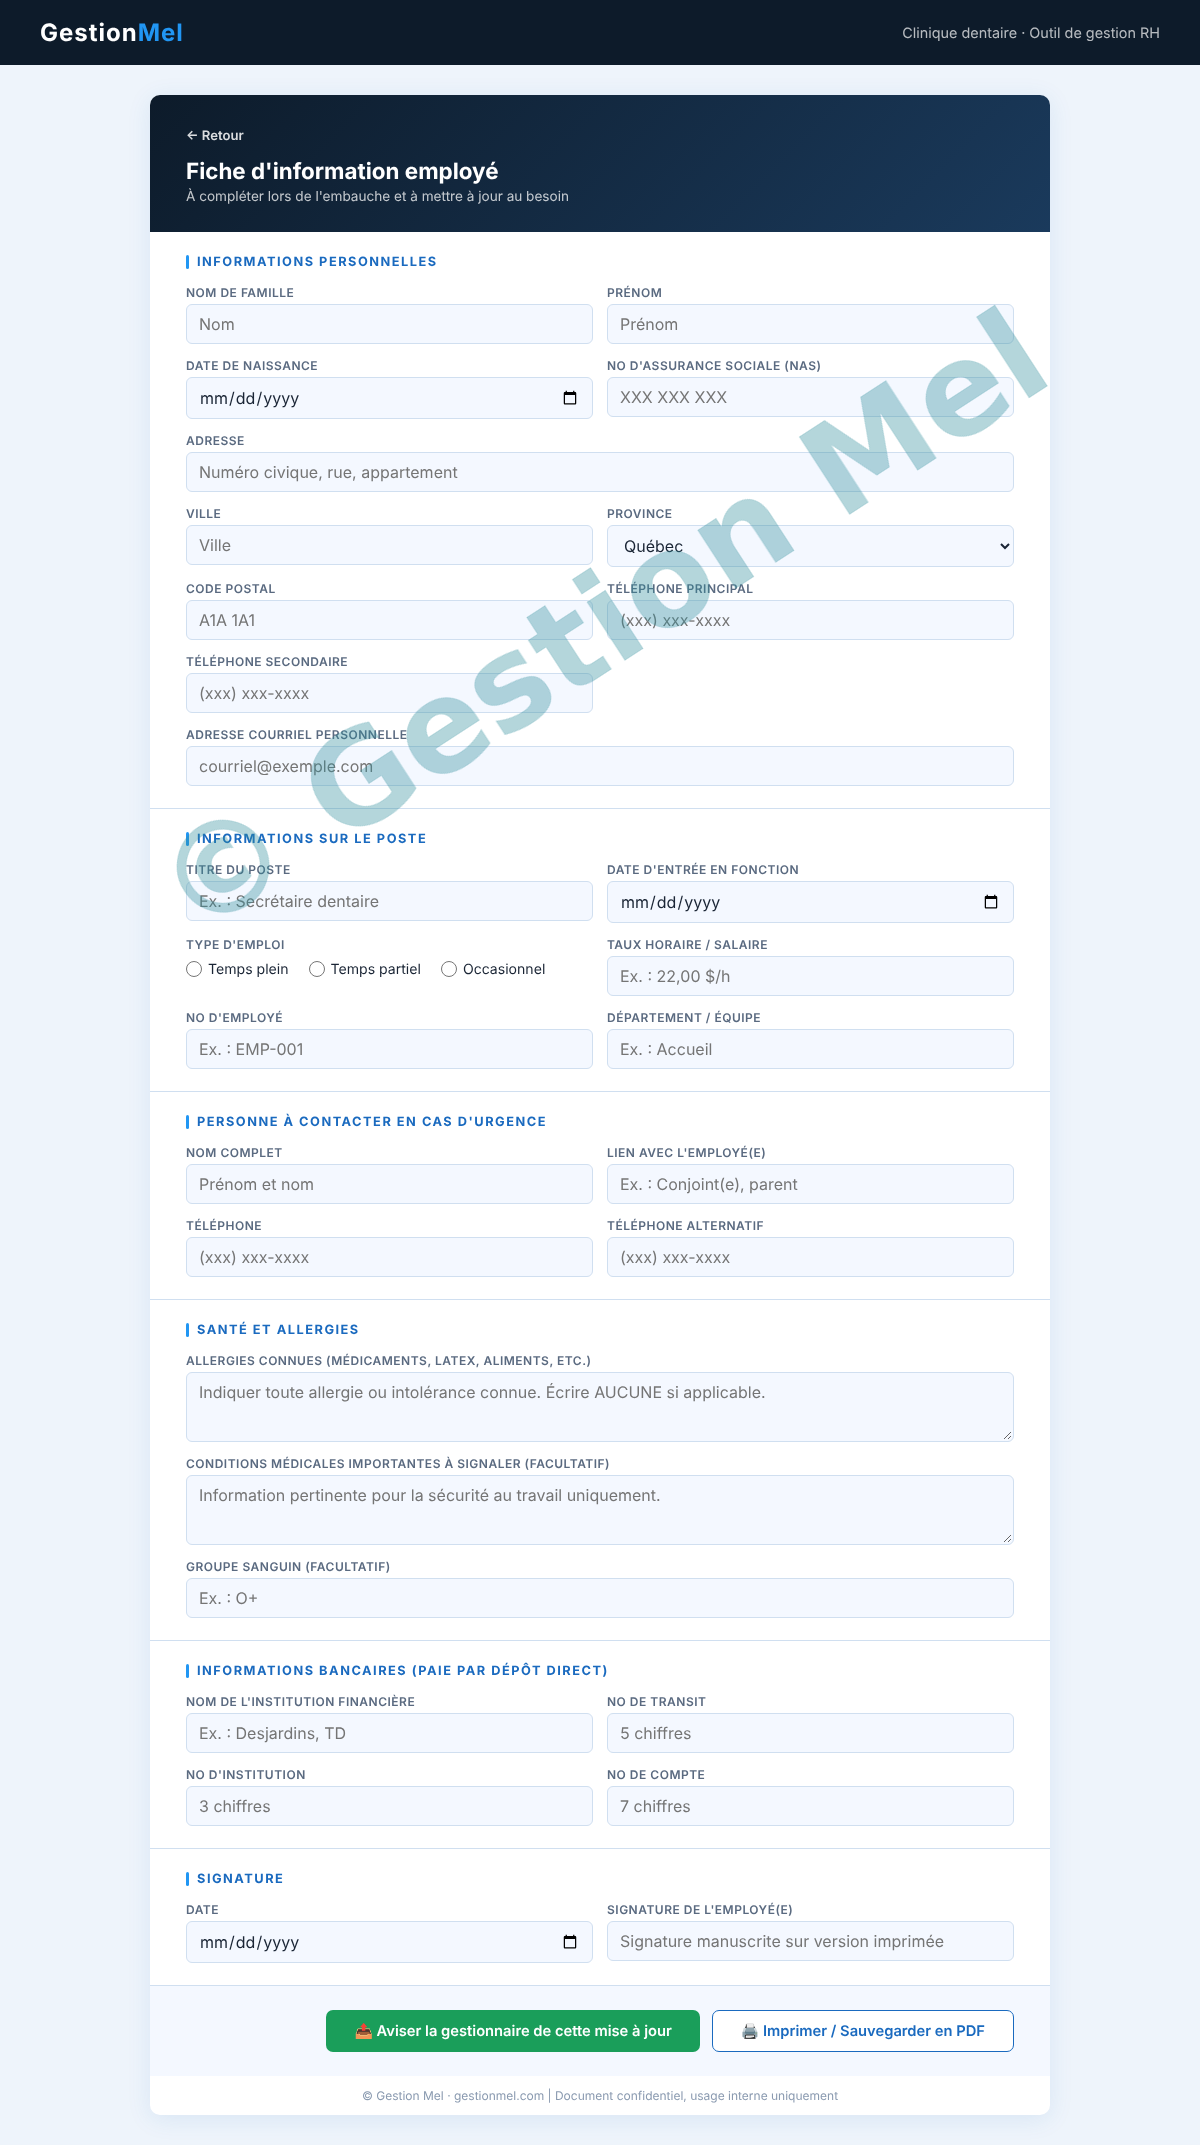 GestionMel
Clinique dentaire · Outil de gestion RH
← Retour
Fiche d'information employé
À compléter lors de l'embauche et à mettre à jour au besoin
INFORMATIONS PERSONNELLES
NOM DE FAMILLE
PRÉNOM
Nom
Prénom
DATE DE NAISSANCE
NO D'ASSURANCE SOCIALE (NAS)
mm/dd/yyyy
XXX XXX XXX
ADRESSE
Numéro civique, rue, appartement
VILLE
PROVINCE
Ville
Québec
CODE POSTAL
TÉLÉPHONE PRINCIPAL
A1A 1A1
(xxx) xxx-xxxx
TÉLÉPHONE SECONDAIRE
(xxx) xxx-xxxx
ADRESSE COURRIEL PERSONNELLE
courriel@exemple.com
© Gestion Mel
INFORMATIONS SUR LE POSTE
TITRE DU POSTE
DATE D'ENTRÉE EN FONCTION
Ex. : Secrétaire dentaire
mm/dd/yyyy
TYPE D'EMPLOI
TAUX HORAIRE / SALAIRE
Temps plein Temps partiel Occasionnel
Ex. : 22,00 $/h
NO D'EMPLOYÉ
DÉPARTEMENT / ÉQUIPE
Ex. : EMP-001
Ex. : Accueil
PERSONNE À CONTACTER EN CAS D'URGENCE
NOM COMPLET
LIEN AVEC L'EMPLOYÉ(E)
Prénom et nom
Ex. : Conjoint(e), parent
TÉLÉPHONE
TÉLÉPHONE ALTERNATIF
(xxx) xxx-xxxx
(xxx) xxx-xxxx
SANTÉ ET ALLERGIES
ALLERGIES CONNUES (MÉDICAMENTS, LATEX, ALIMENTS, ETC.)
Indiquer toute allergie ou intolérance connue. Écrire AUCUNE si applicable.
CONDITIONS MÉDICALES IMPORTANTES À SIGNALER (FACULTATIF)
Information pertinente pour la sécurité au travail uniquement.
GROUPE SANGUIN (FACULTATIF)
Ex. : O+
INFORMATIONS BANCAIRES (PAIE PAR DÉPÔT DIRECT)
NOM DE L'INSTITUTION FINANCIÈRE
NO DE TRANSIT
Ex. : Desjardins, TD
5 chiffres
NO D'INSTITUTION
NO DE COMPTE
3 chiffres
7 chiffres
SIGNATURE
DATE
SIGNATURE DE L'EMPLOYÉ(E)
mm/dd/yyyy
Signature manuscrite sur version imprimée
📤 Aviser la gestionnaire de cette mise à jour
🖨️ Imprimer / Sauvegarder en PDF
© Gestion Mel · gestionmel.com | Document confidentiel, usage interne uniquement